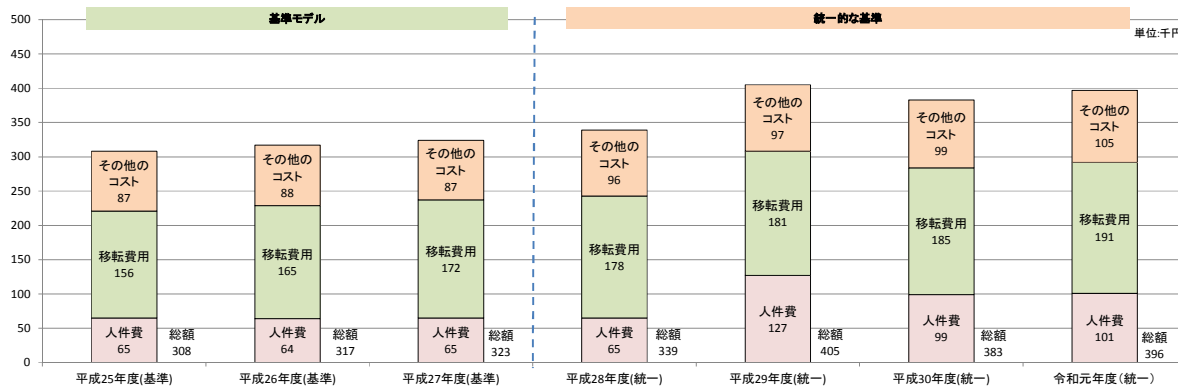 基準モデル
統一的な基準
単位:千円
500
450
400
350
300
250
200
150
100
50
0
その他の
コスト
87
移転費用
156
人件費
65
総額
308
その他の
コスト
88
移転費用
165
人件費
64
総額
317
その他の
コスト
87
移転費用
172
人件費
65
総額
323
その他の
コスト
96
移転費用
178
人件費
65
総額
339
その他の
コスト
97
移転費用
181
人件費
127
総額
405
その他の
コスト
99
移転費用
185
人件費
99
総額
383
その他の
コスト
105
移転費用
191
人件費
101
総額
396
平成25年度(基準)
平成26年度(基準)
平成27年度(基準)
平成28年度(統一)
平成29年度(統一)
平成30年度(統一)
令和元年度(統一)